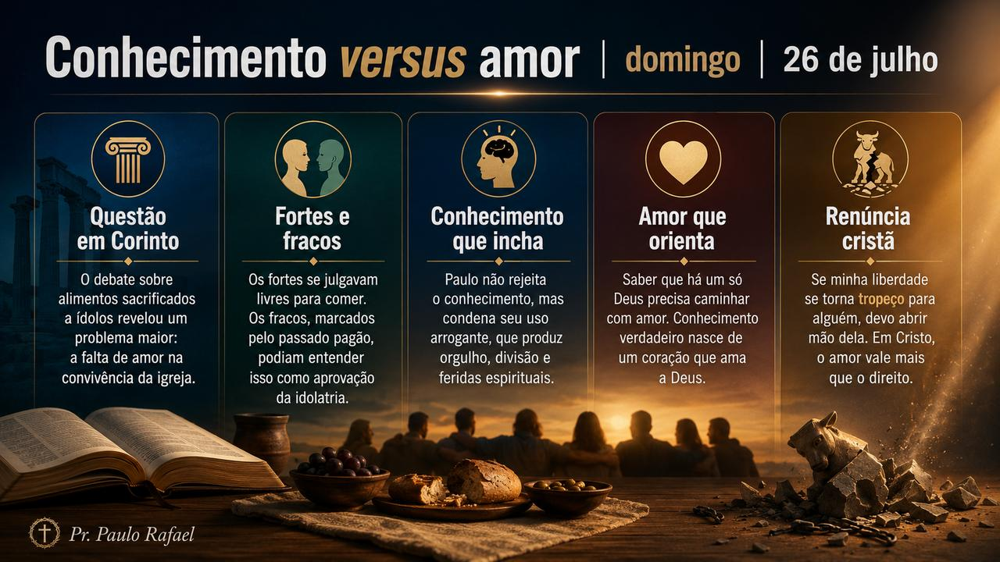 Conhecimento versus amor | domingo | 26 de julho
Questão
em Corinto
O debate sobre
alimentos sacrificados
a ídolos revelou um
problema maior:
a falta de amor na
convivência da igreja.
Fortes e
fracos
Os fortes se julgavam
livres para comer.
Os fracos, marcados
pelo passado pagão,
podiam entender
isso como aprovação
da idolatria.
Conhecimento
que incha
Paulo não rejeita
o conhecimento, mas
condena seu uso
arrogante, que produz
orgulho, divisão e
feridas espirituais.
Amor que
orienta
Saber que há um só
Deus precisa caminhar
com amor. Conhecimento
verdadeiro nasce de
um coração que ama
a Deus.
Renúncia
cristã
Se minha liberdade
se torna tropeço para
alguém, devo abrir
mão dela. Em Cristo,
o amor vale mais
que o direito.
Pr. Paulo Rafael